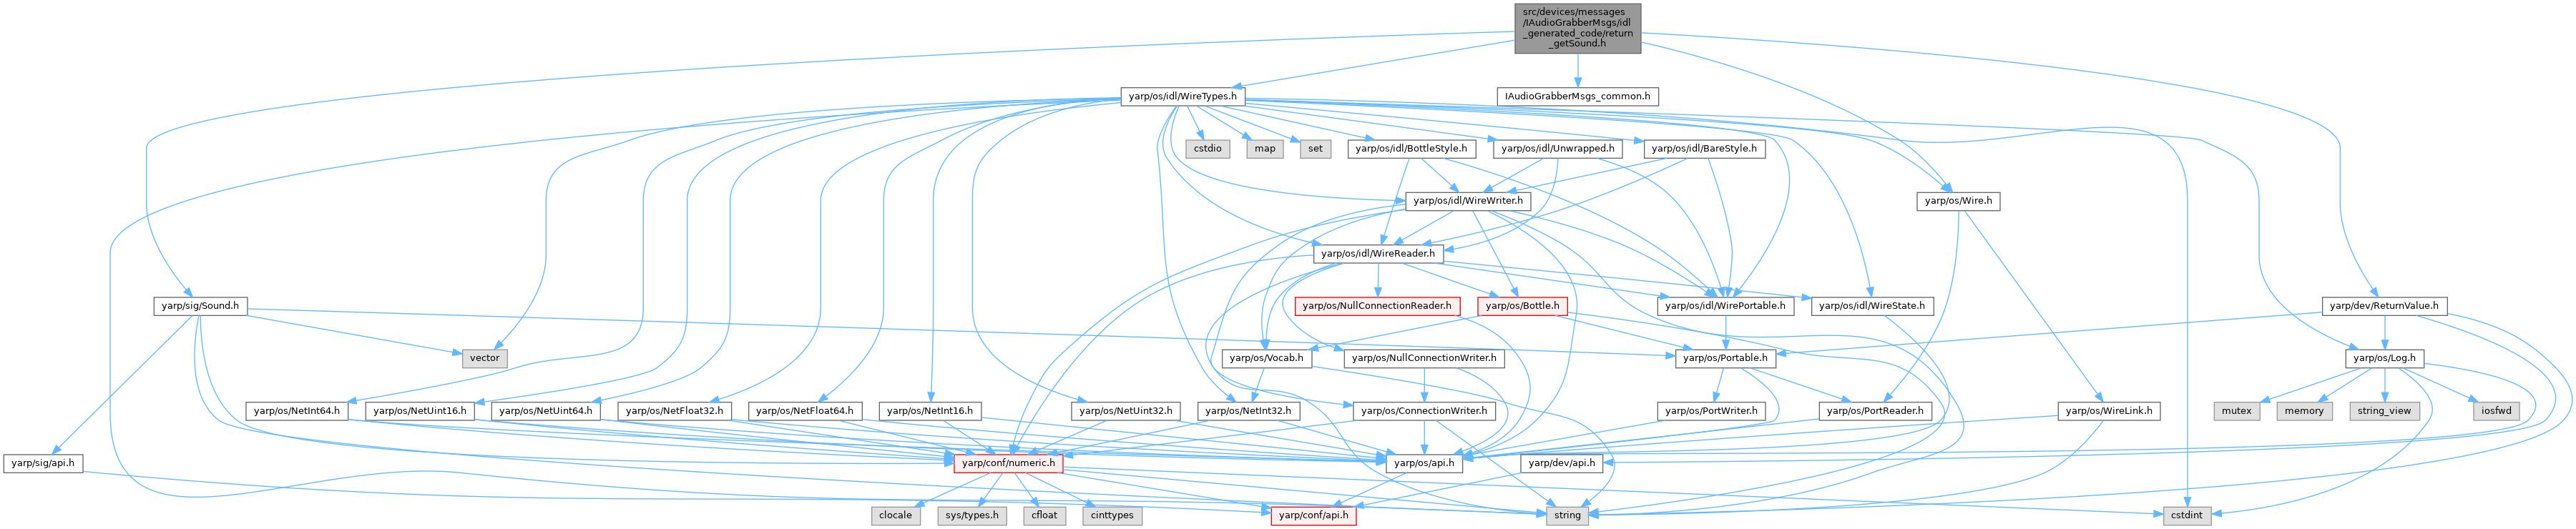 src/devices/messages
/IAudioGrabberMsgs/idl
_generated_code/return
_getSound.h
yarp/os/idl/WireTypes.h
IAudioGrabberMsgs_common.h
cstdio
map
set
yarp/os/idl/BottleStyle.h
yarp/os/idl/Unwrapped.h
yarp/os/idl/BareStyle.h
yarp/os/idl/WireWriter.h
yarp/os/Wire.h
yarp/os/idl/WireReader.h
yarp/sig/Sound.h
yarp/os/NullConnectionReader.h
yarp/os/Bottle.h
yarp/os/idl/WirePortable.h
yarp/os/idl/WireState.h
yarp/dev/ReturnValue.h
vector
yarp/os/Vocab.h
yarp/os/NullConnectionWriter.h
yarp/os/Portable.h
yarp/os/Log.h
yarp/os/NetInt64.h
yarp/os/NetUint16.h
yarp/os/NetUint64.h
yarp/os/NetFloat32.h
yarp/os/NetFloat64.h
yarp/os/NetInt16.h
yarp/os/NetUint32.h
yarp/os/NetInt32.h
yarp/os/ConnectionWriter.h
yarp/os/PortWriter.h
yarp/os/PortReader.h
yarp/os/WireLink.h
mutex
memory
string_view
iosfwd
yarp/sig/api.h
yarp/conf/numeric.h
yarp/os/api.h
yarp/dev/api.h
clocale
sys/types.h
cfloat
cinttypes
yarp/conf/api.h
string
cstdint